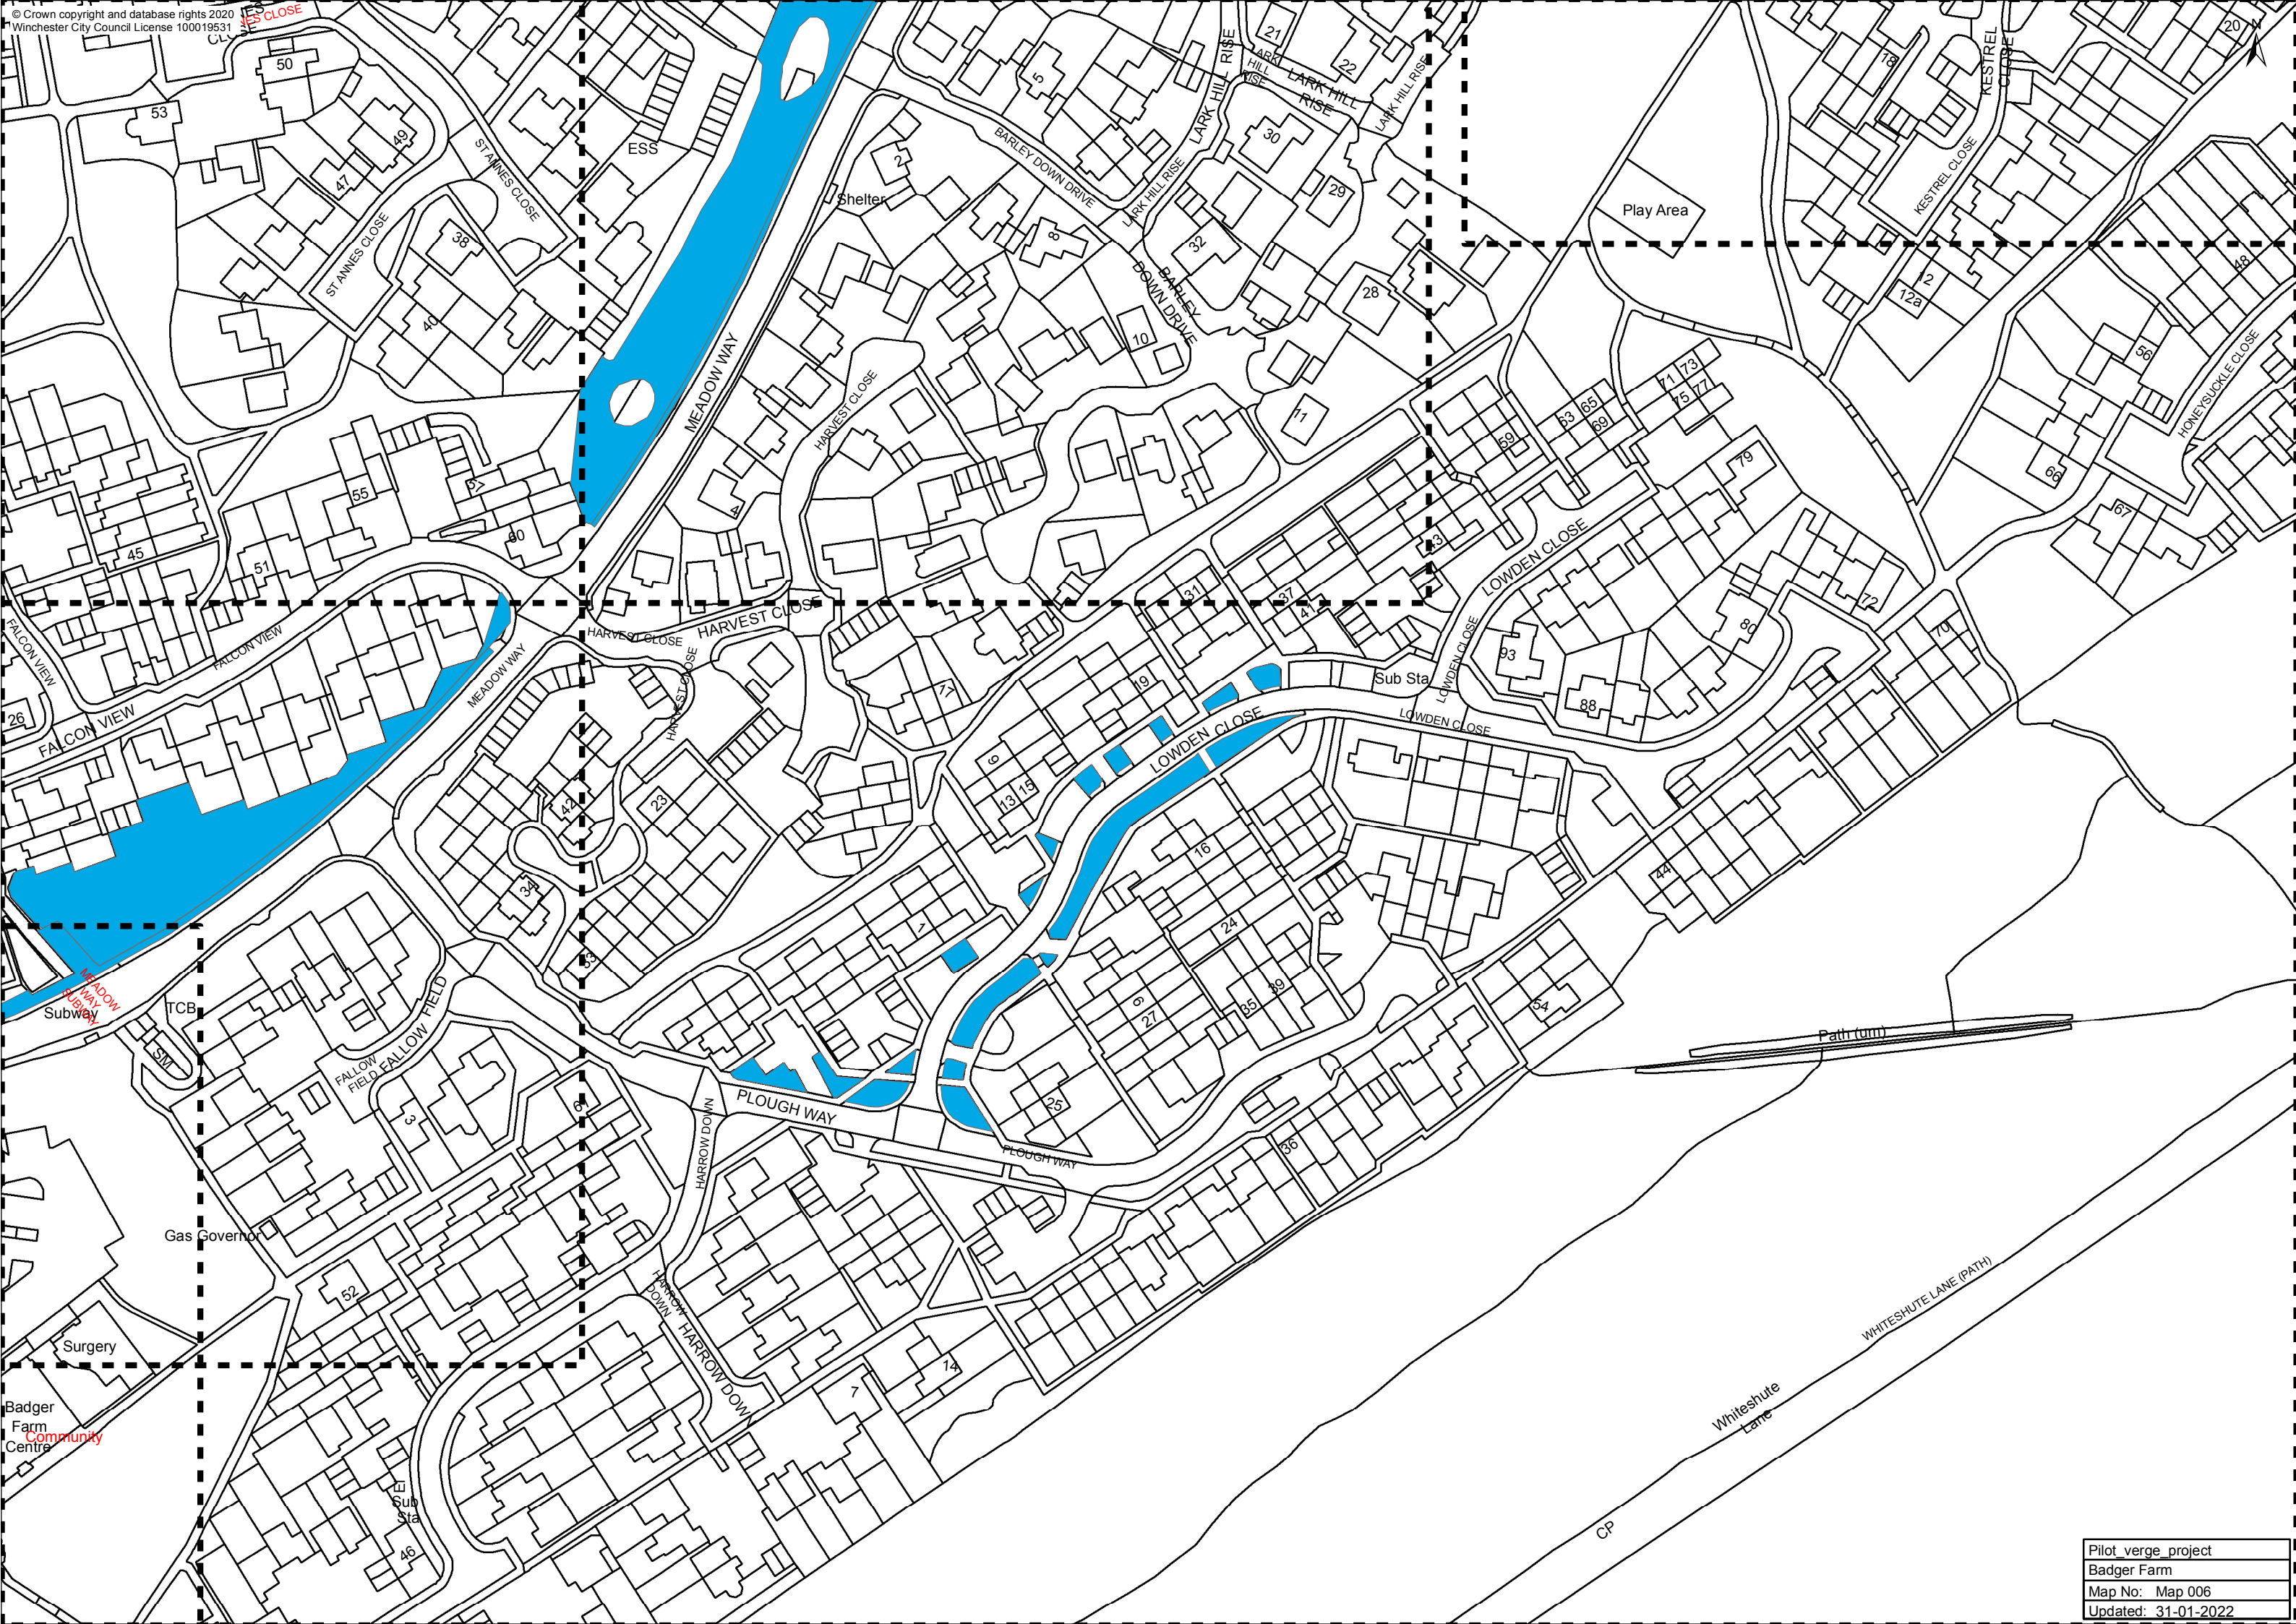 © Crown copyright and database rights 2020
Winchester City Council License 100019531
CLOSE
50
53
49
47
ST ANNES CLOSE
ST ANNES CLOSE
38
40
ESS
MEADOW WAY
Shelter
2
5
BARLEY DOWN DRIVE
LARK HILL RISE
LARK HILL RISE
LARK
HILL
RISE
LARK HILL
RISE
LARK HILL RISE
21
22
30
29
32
8
BARLEY
DOWN DRIVE
10
28
11
Play Area
18
KESTREL
CLOSE
KESTREL CLOSE
20
N
12
12a
48
56
HONEYSUCKLE CLOSE
66
67
HARVEST CLOSE
4
55
57
60
45
51
FALCON VIEW
FALCON VIEW
FALCON VIEW
26
MEADOW WAY
HARVEST CLOSE
HARVEST CLOSE
HARVEST CLOSE
17
42
23
34
53
59
63
65
69
71
73
75
77
79
43
31
37
41
LOWDEN CLOSE
LOWDEN CLOSE
93
80
72
70
88
Sub Sta
LOWDEN CLOSE
LOWDEN CLOSE
19
9
13
15
16
24
1
6
27
35
39
44
54
25
36
PLOUGH WAY
PLOUGH WAY
HARROW DOWN
MEADOW
WAY
SUBWAY
Subway
TCB
SM
FALLOW FIELD
FALLOW
FIELD
3
6
Gas Governor
52
Surgery
Badger
Farm
Community
Centre
HARROW
DOWN
HARROW DOW
7
14
El
Sub
Sta
46
Path (um)
WHITESHUTE LANE (PATH)
Whiteshute
Lane
CP
Pilot_verge_project
Badger Farm
Map No: Map 006
Updated: 31-01-2022